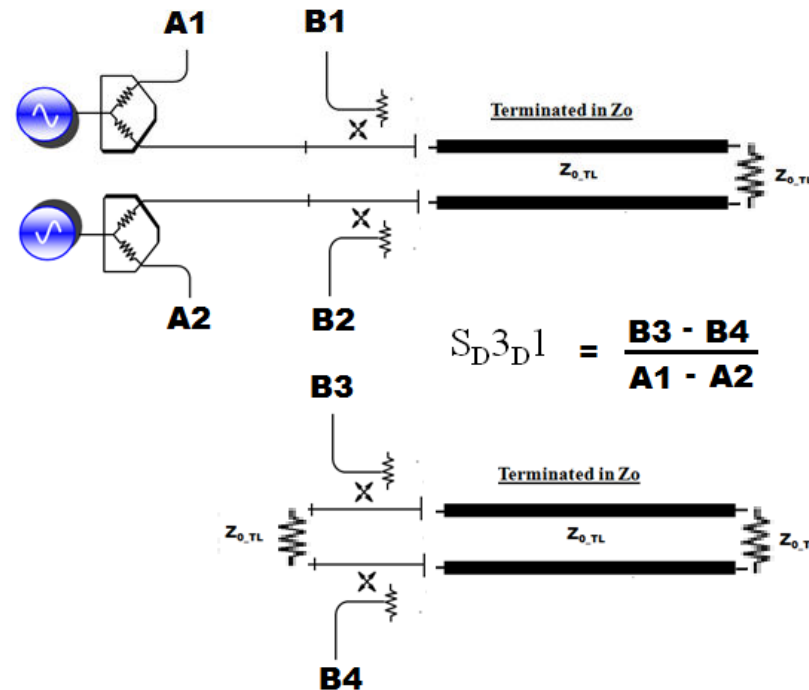 A1
B1
Terminated in Zo
Z0_TL
Z0_TL
A2
B2
SD3D1 = B3 - B4
A1 - A2
B3
Terminated in Zo
Z0_TL
Z0_TL
Z0_TL
B4